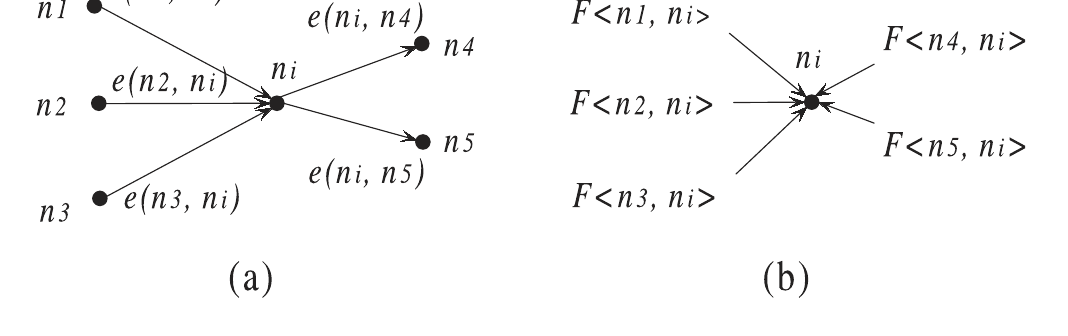 n1
e(ni, n4)
n4
e(n2, ni)
ni
n2
n5
e(ni, n5)
e(n3, ni)
n3
(a)
F<n1, ni>
ni
F<n4, ni>
F<n2, ni>
F<n5, ni>
F<n3, ni>
(b)